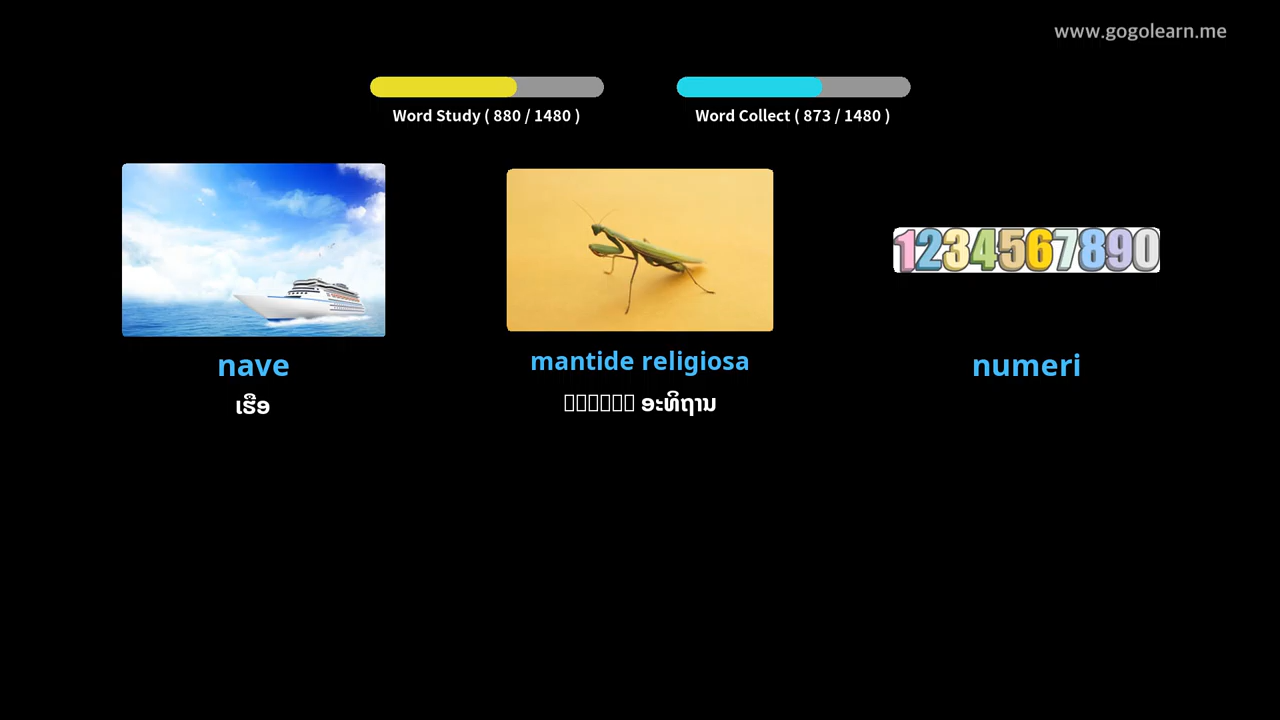 www.gogolearn.me
Word Study ( 880 / 1480 )
Word Collect ( 873 / 1480 )
1234567890
nave
ເຮືອ
mantide religiosa
ອະທິຖານ
numeri